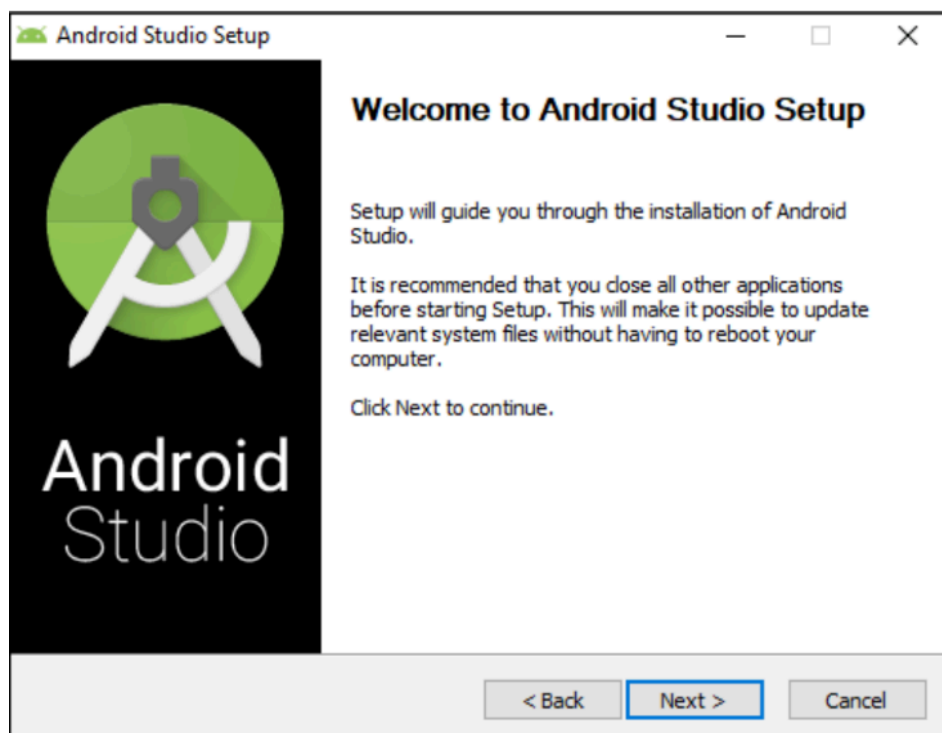 Android Studio Setup
Welcome to Android Studio Setup
Setup will guide you through the installation of Android
Studio.
It is recommended that you close all other applications
before starting Setup. This will make it possible to update
relevant system files without having to reboot your
computer.
Click Next to continue.
Android
Studio
< Back
Next >
Cancel